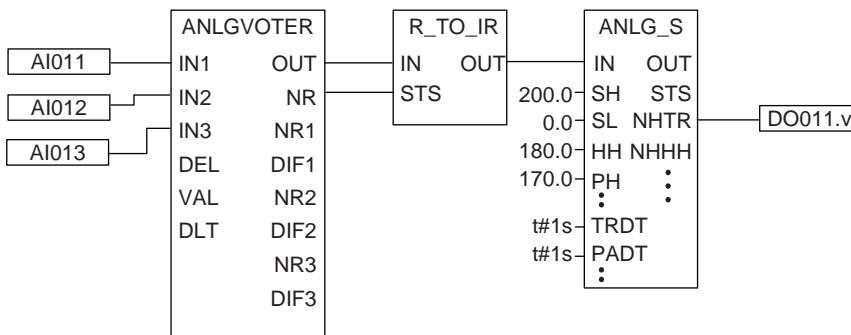 ANLGVOTER R_TO_IR ANLG_S
AI011 IN1 OUT IN OUT IN OUT
AI012 IN2 NR STS 200.0 SH STS
IN3 NR1 0.0 SL NHTR DO011.v
AI013 DEL DIF1 180.0 HH NHHH
VAL NR2 170.0 PH
DLT DIF2 t#1s TRDT
NR3 t#1s PADT
DIF3